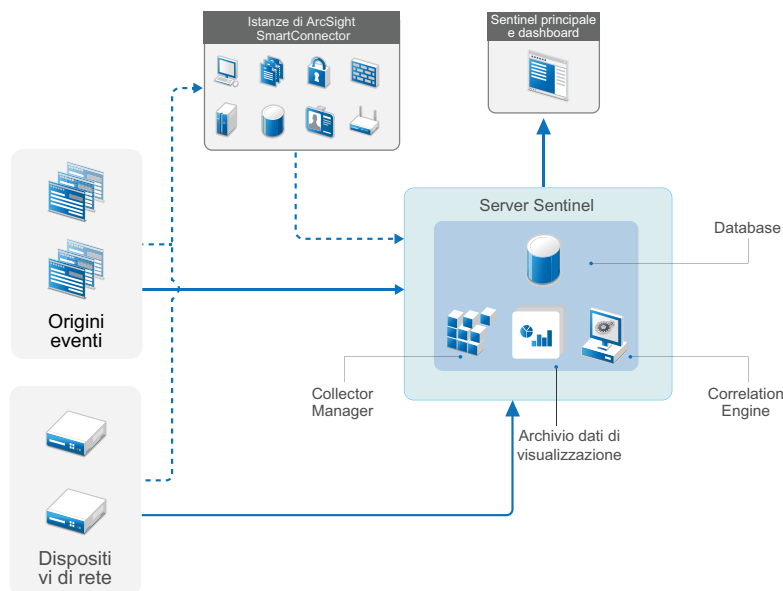 Istanze di ArcSight
SmartConnector
Sentinel principale
e dashboard
Server Sentinel
Database
Origini
eventi
Collector
Manager
Archivio dati di
visualizzazione
Correlation
Engine
Dispositi
vi di rete